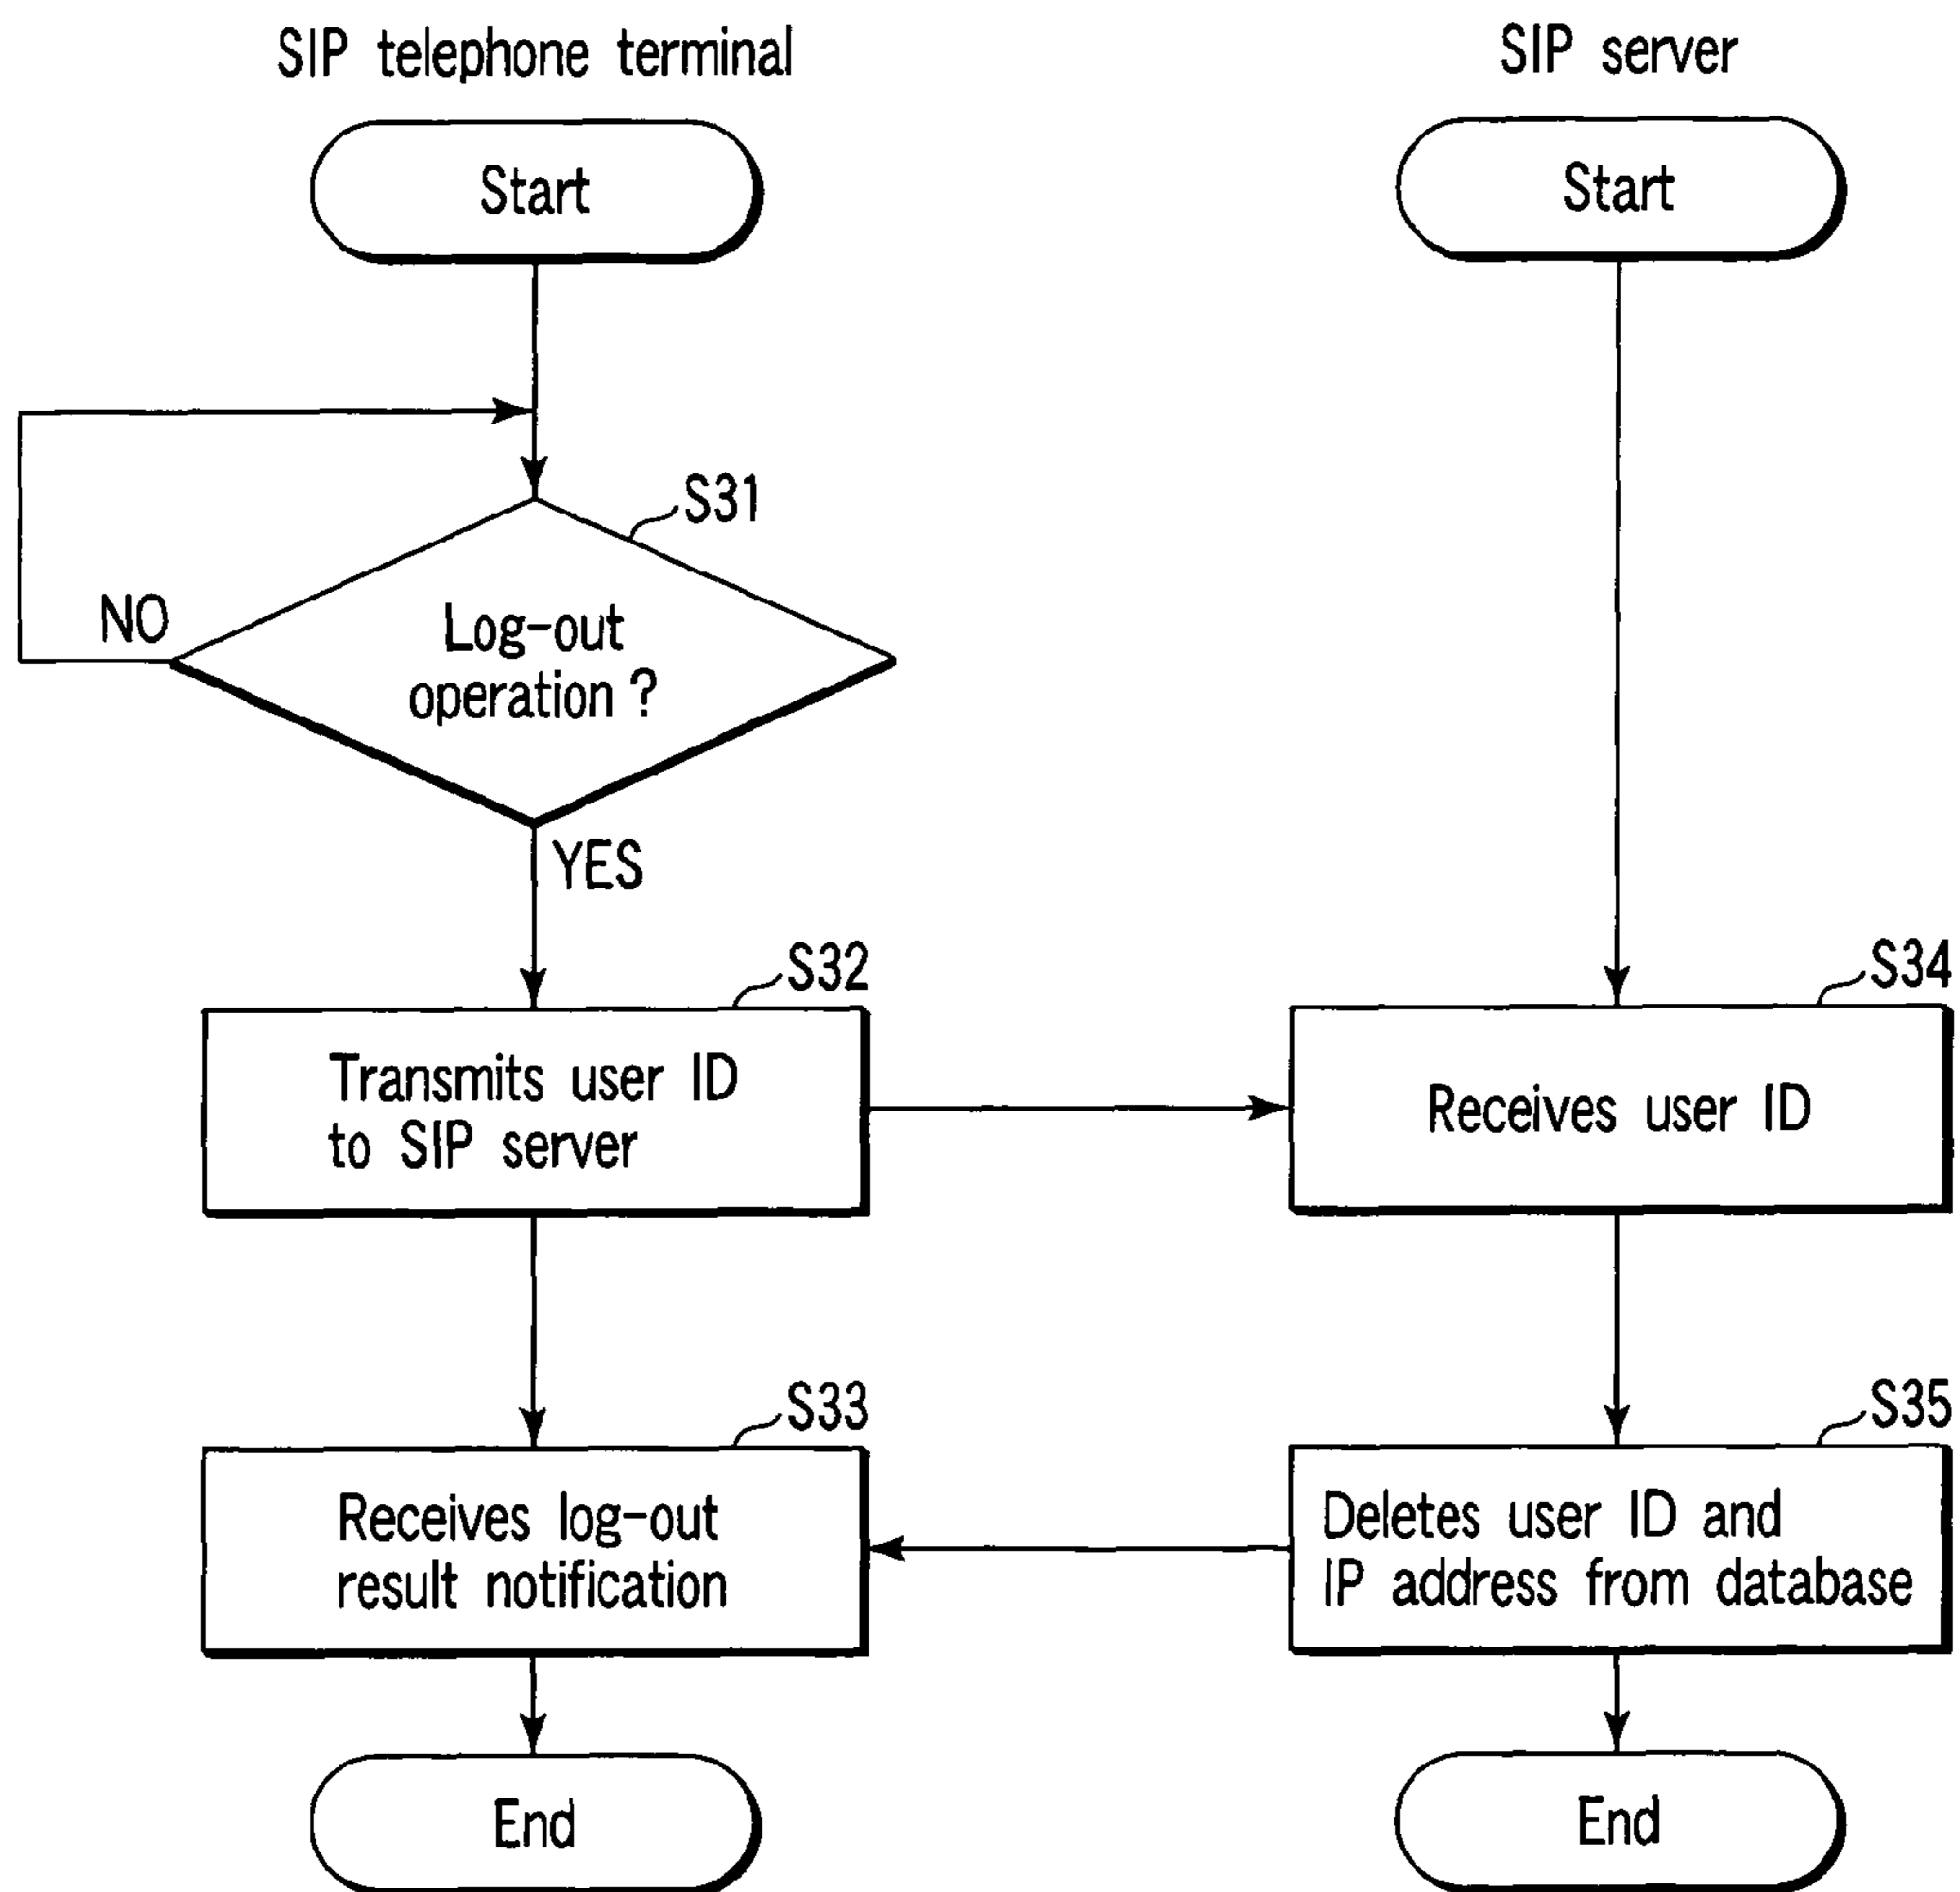 SIP telephone terminal
SIP server
Start
Start
S31
NO
Log-out
operation ?
YES
S32
S34
Transmits user ID
to SIP server
Receives user ID
S33
S35
Receives log-out
result notification
Deletes user ID and
IP address from database
End
End